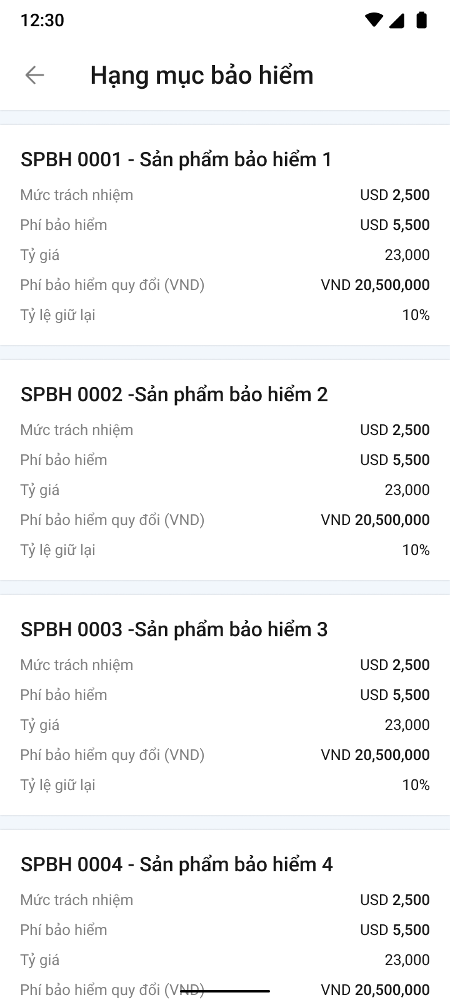 12:30
Hạng mục bảo hiểm
SPBH 0001 - Sản phẩm bảo hiểm 1
Mức trách nhiệm USD 2,500
Phí bảo hiểm USD 5,500
Tỷ giá 23,000
Phí bảo hiểm quy đổi (VND) VND 20,500,000
Tỷ lệ giữ lại 10%
SPBH 0002 -Sản phẩm bảo hiểm 2
Mức trách nhiệm USD 2,500
Phí bảo hiểm USD 5,500
Tỷ giá 23,000
Phí bảo hiểm quy đổi (VND) VND 20,500,000
Tỷ lệ giữ lại 10%
SPBH 0003 -Sản phẩm bảo hiểm 3
Mức trách nhiệm USD 2,500
Phí bảo hiểm USD 5,500
Tỷ giá 23,000
Phí bảo hiểm quy đổi (VND) VND 20,500,000
Tỷ lệ giữ lại 10%
SPBH 0004 - Sản phẩm bảo hiểm 4
Mức trách nhiệm USD 2,500
Phí bảo hiểm USD 5,500
Tỷ giá 23,000
Phí bảo hiểm quy đổi (VND) VND 20,500,000